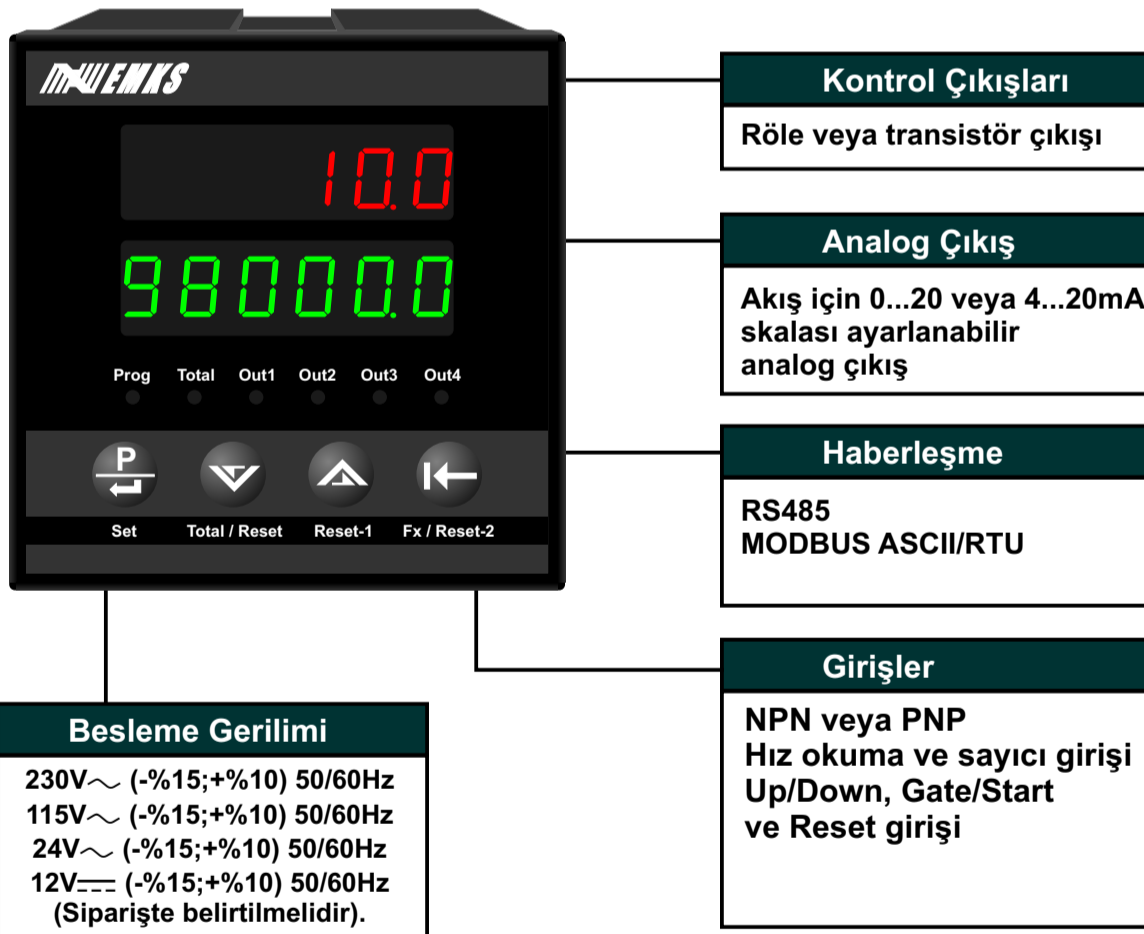 EMKS
10.0
98000.0
Prog Total Out1 Out2 Out3 Out4
P
Set Total / Reset Reset-1 Fx / Reset-2
Kontrol Çıkışları
Röle veya transistör çıkışı
Analog Çıkış
Akış için 0...20 veya 4...20mA
skalası ayarlanabilir
analog çıkış
Haberleşme
RS485
MODBUS ASCII/RTU
Girişler
NPN veya PNP
Hız okuma ve sayıcı girişi
Up/Down, Gate/Start
ve Reset girişi
Besleme Gerilimi
230V~ (-%15;+%10) 50/60Hz
115V~ (-%15;+%10) 50/60Hz
24V~ (-%15;+%10) 50/60Hz
12V⎓ (-%15;+%10) 50/60Hz
(Siparişte belirtilmelidir).